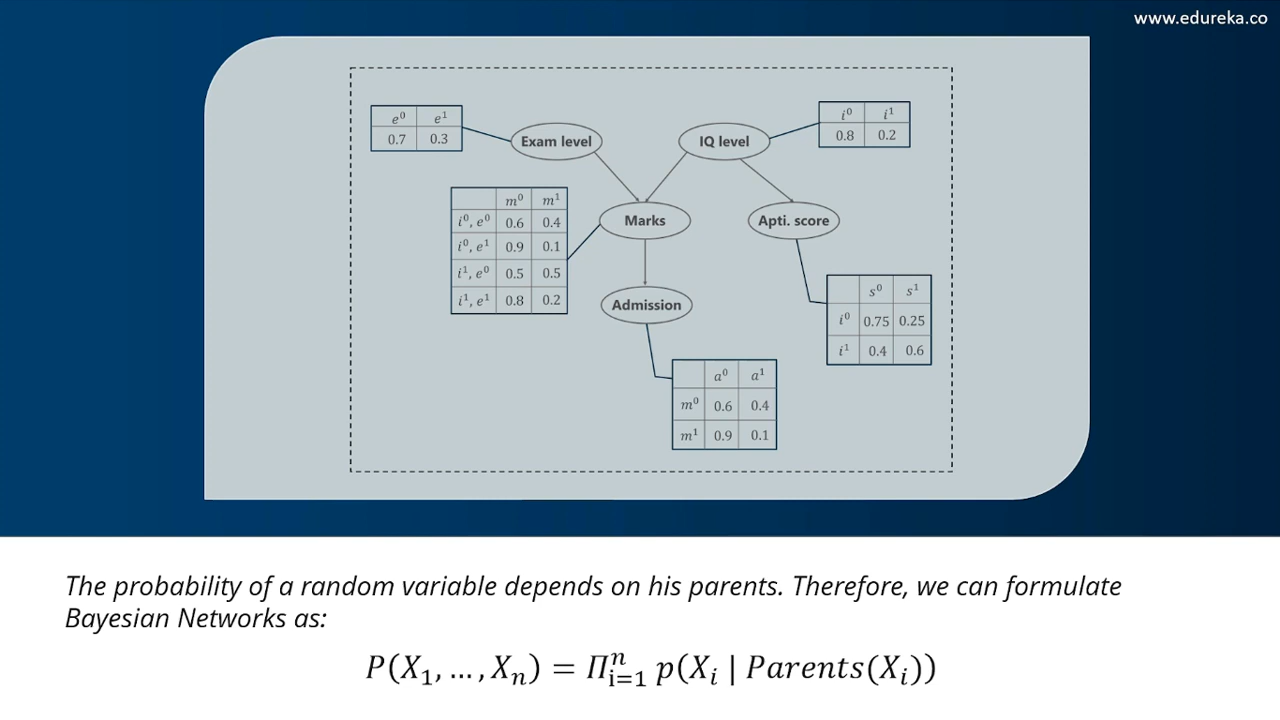 www.edureka.co
e⁰ e¹
0.7 0.3
Exam level
IQ level
i⁰ i¹
0.8 0.2
m⁰ m¹
i⁰, e⁰ 0.6 0.4
i⁰, e¹ 0.9 0.1
i¹, e⁰ 0.5 0.5
i¹, e¹ 0.8 0.2
Marks
Apti. score
s⁰ s¹
i⁰ 0.75 0.25
i¹ 0.4 0.6
Admission
a⁰ a¹
m⁰ 0.6 0.4
m¹ 0.9 0.1
The probability of a random variable depends on his parents. Therefore, we can formulate
Bayesian Networks as:
P(X₁, …, Xₙ) = Πⁿᵢ₌₁ p(Xᵢ | Parents(Xᵢ))